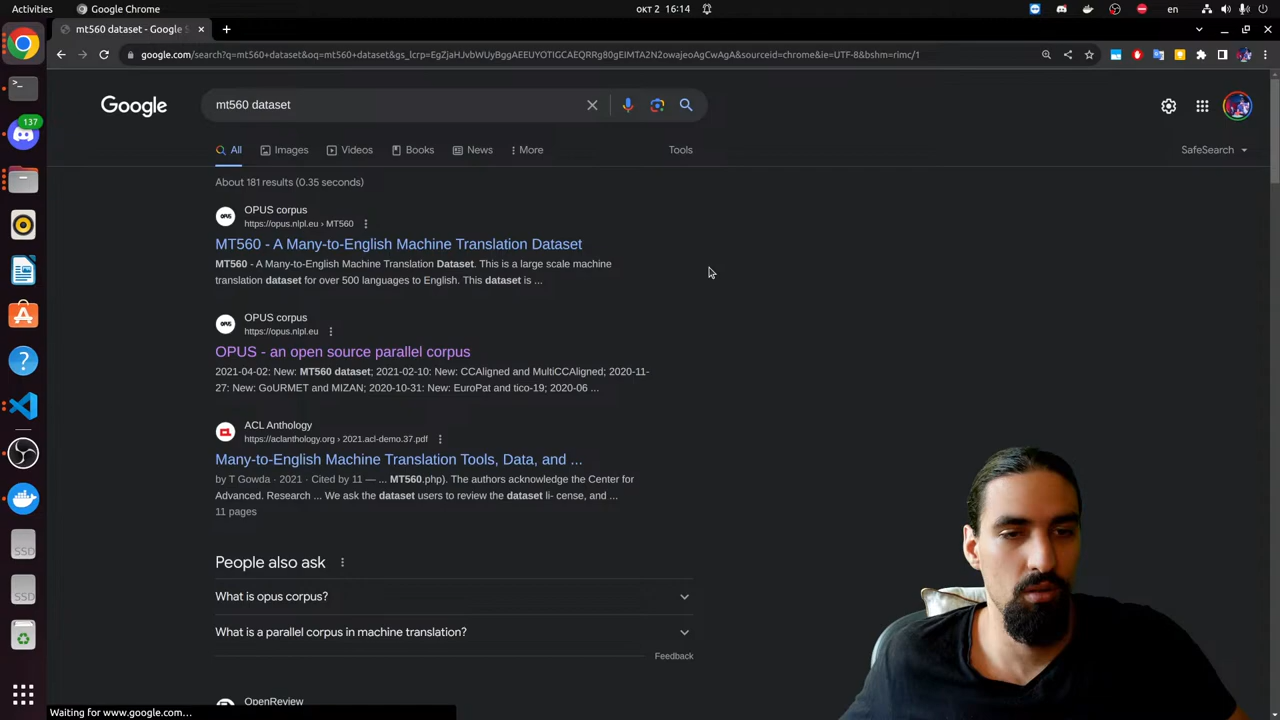 Activities
Google Chrome
окт 2 16:14
en
mt560 dataset - Google S
google.com/search?q=mt560+dataset&oq=mt560+dataset&gs_lcrp=EgZjaHJvbWUyBggAEEUYOTIGCAEQRRg80gEIMTA2N2owajeoAgCwAgA&sourceid=chrome&ie=UTF-8&bshm=rimc/1
Google
mt560 dataset
All
Images
Videos
Books
News
More
Tools
SafeSearch
About 181 results (0.35 seconds)
OPUS corpus
https://opus.nlpl.eu › MT560
MT560 - A Many-to-English Machine Translation Dataset
MT560 - A Many-to-English Machine Translation Dataset. This is a large scale machine
translation dataset for over 500 languages to English. This dataset is ...
OPUS corpus
https://opus.nlpl.eu
OPUS - an open source parallel corpus
2021-04-02: New: MT560 dataset; 2021-02-10: New: CCAligned and MultiCCAligned; 2020-11-
27: New: GoURMET and MIZAN; 2020-10-31: New: EuroPat and tico-19; 2020-06 ...
ACL Anthology
https://aclanthology.org › 2021.acl-demo.37.pdf
Many-to-English Machine Translation Tools, Data, and ...
by T Gowda · 2021 · Cited by 11 — ... MT560.php). The authors acknowledge the Center for
Advanced. Research ... We ask the dataset users to review the dataset li- cense, and ...
11 pages
People also ask
What is opus corpus?
What is a parallel corpus in machine translation?
Feedback
OpenReview
Waiting for www.google.com...
137
SSD
SSD